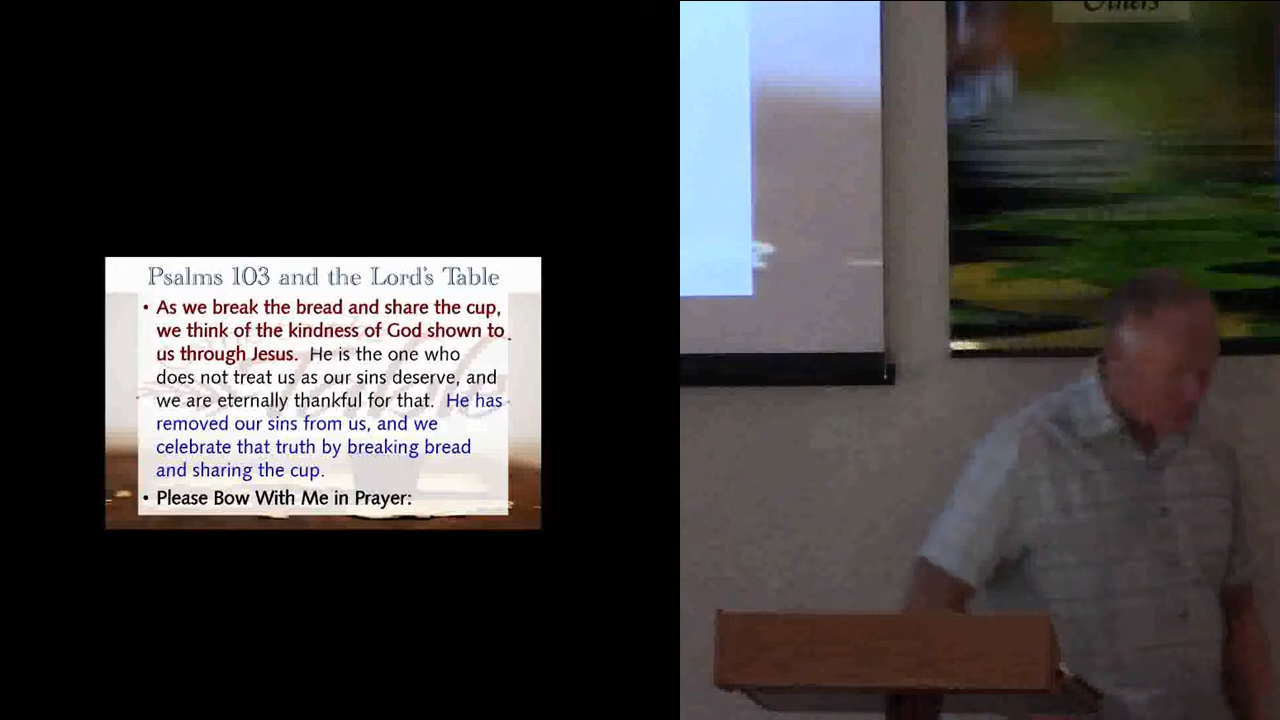 Psalms 103 and the Lord's Table
• As we break the bread and share the cup,
we think of the kindness of God shown to
us through Jesus. He is the one who
does not treat us as our sins deserve, and
we are eternally thankful for that. He has
removed our sins from us, and we
celebrate that truth by breaking bread
and sharing the cup.
• Please Bow With Me in Prayer:
Others